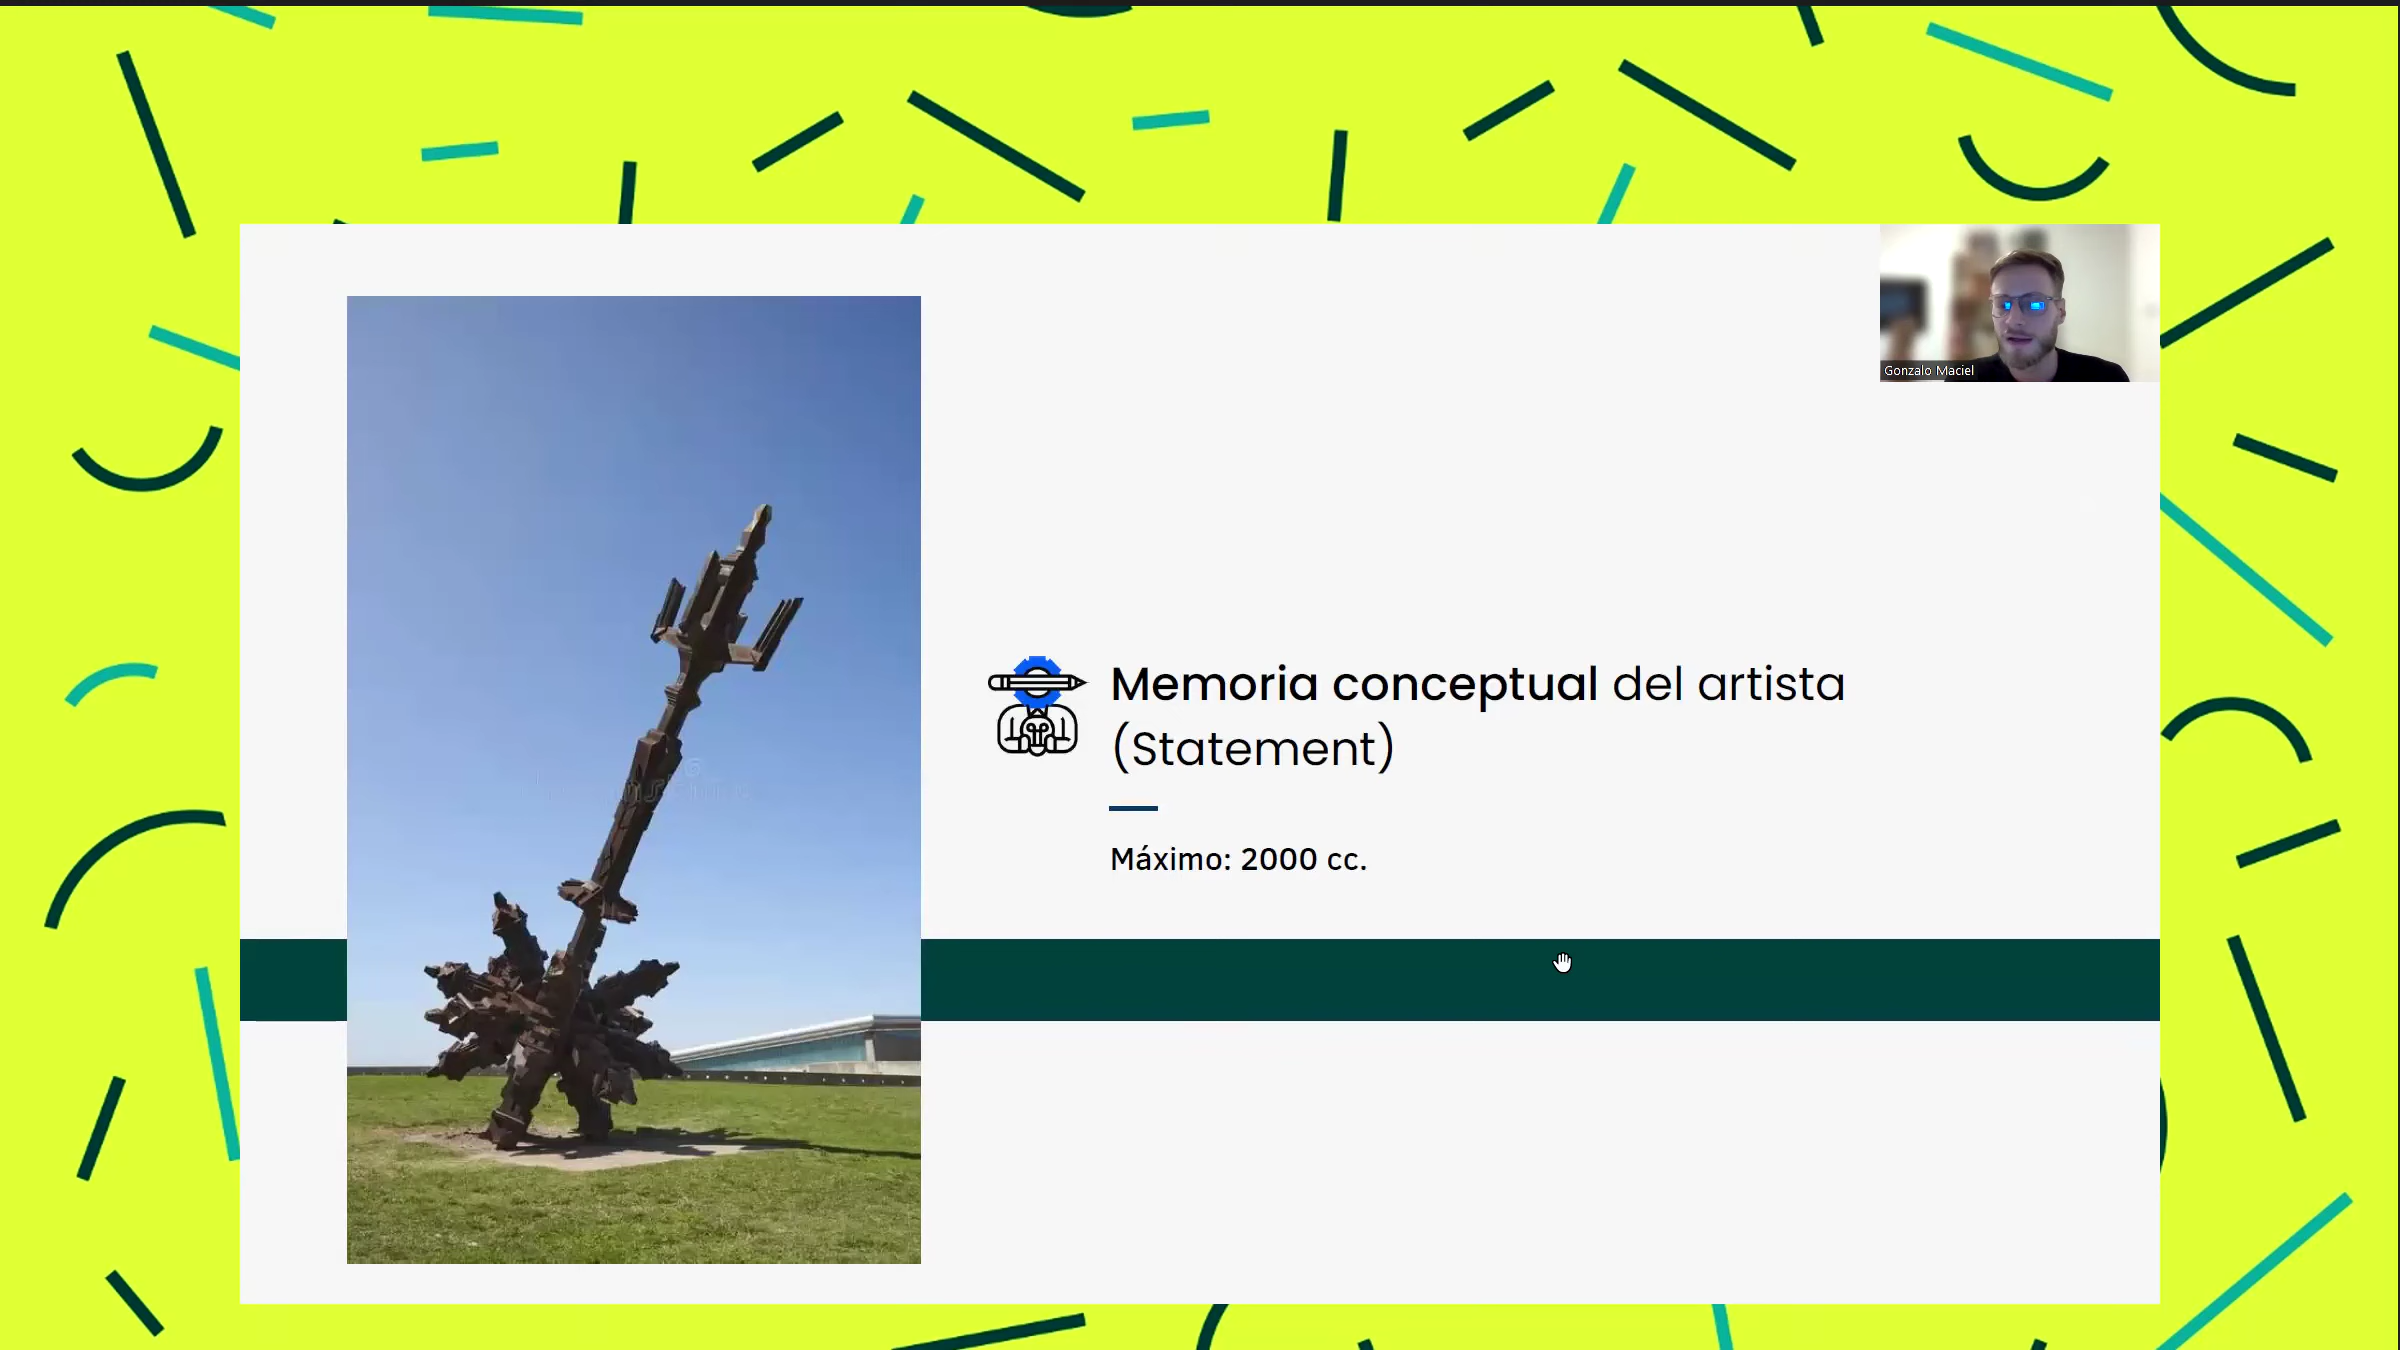 Gonzalo Maciel
Memoria conceptual del artista
(Statement)
Máximo: 2000 cc.